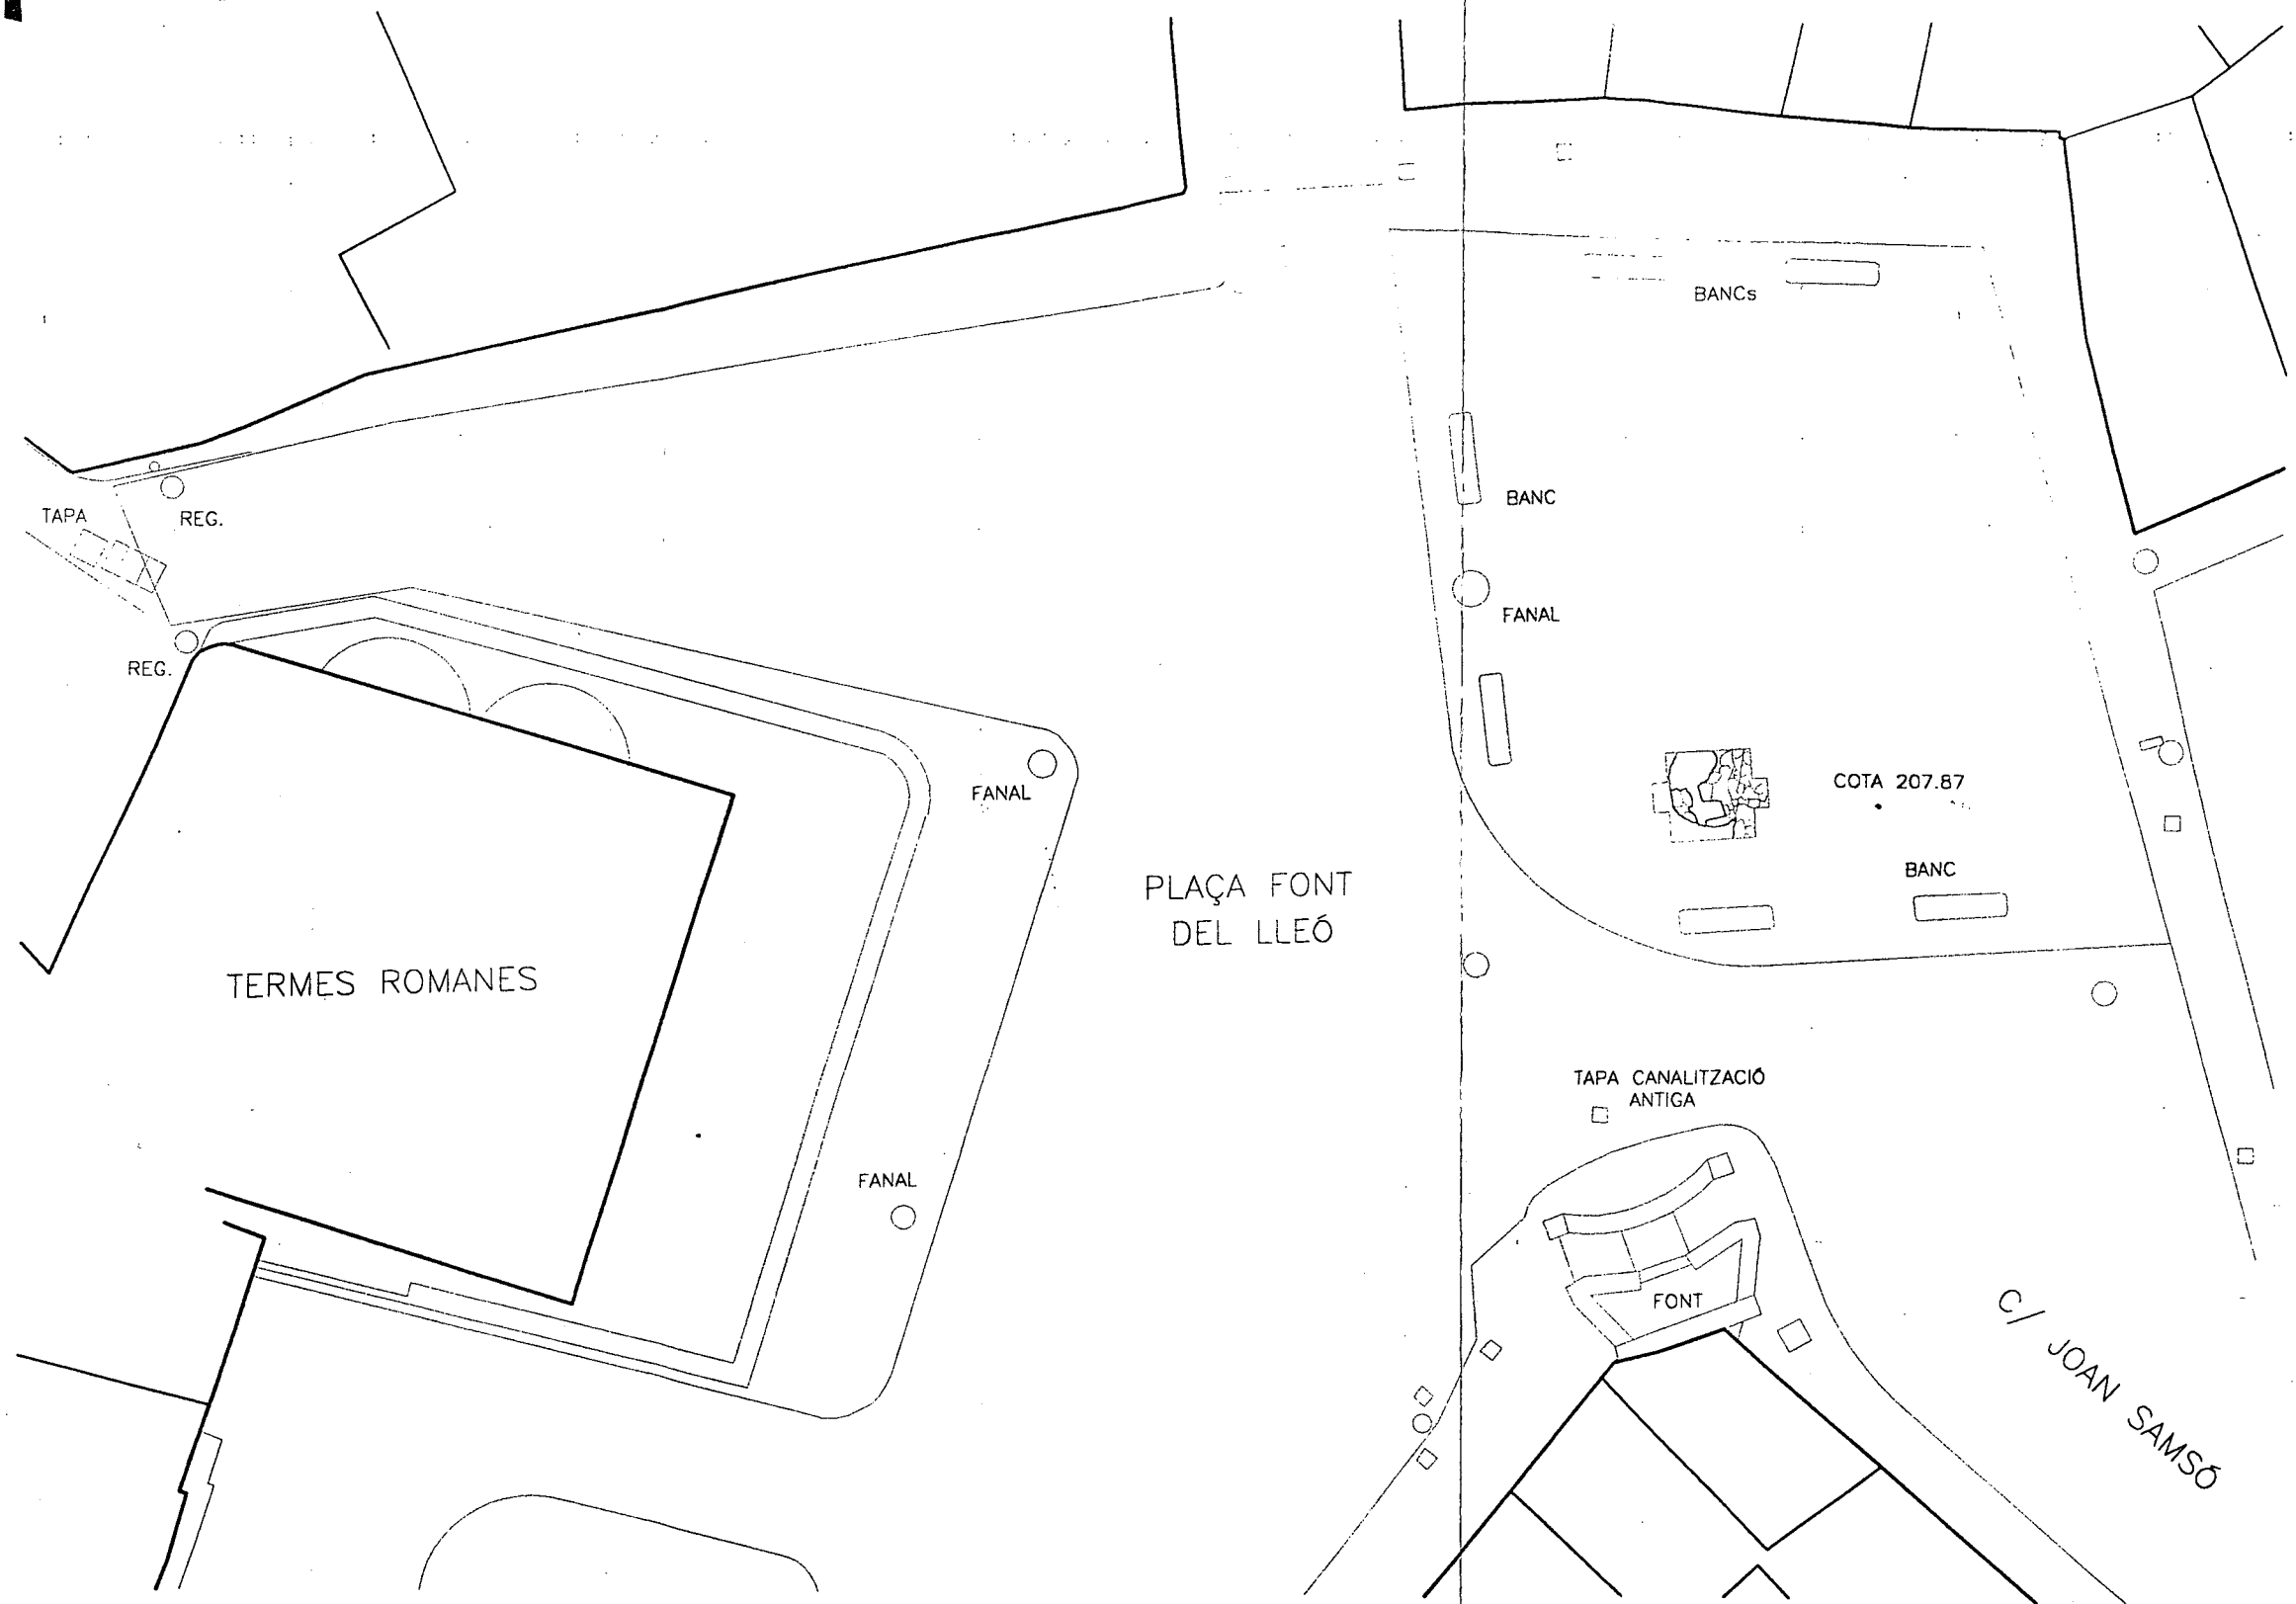 BANCs
BANC
TAPA
REG.
FANAL
REG.
FANAL
COTA 207.87
BANC
PLAÇA FONT
DEL LLEÓ
TERMES ROMANES
TAPA CANALITZACIÓ
ANTIGA
FANAL
FONT
C/ JOAN SAMSÓ